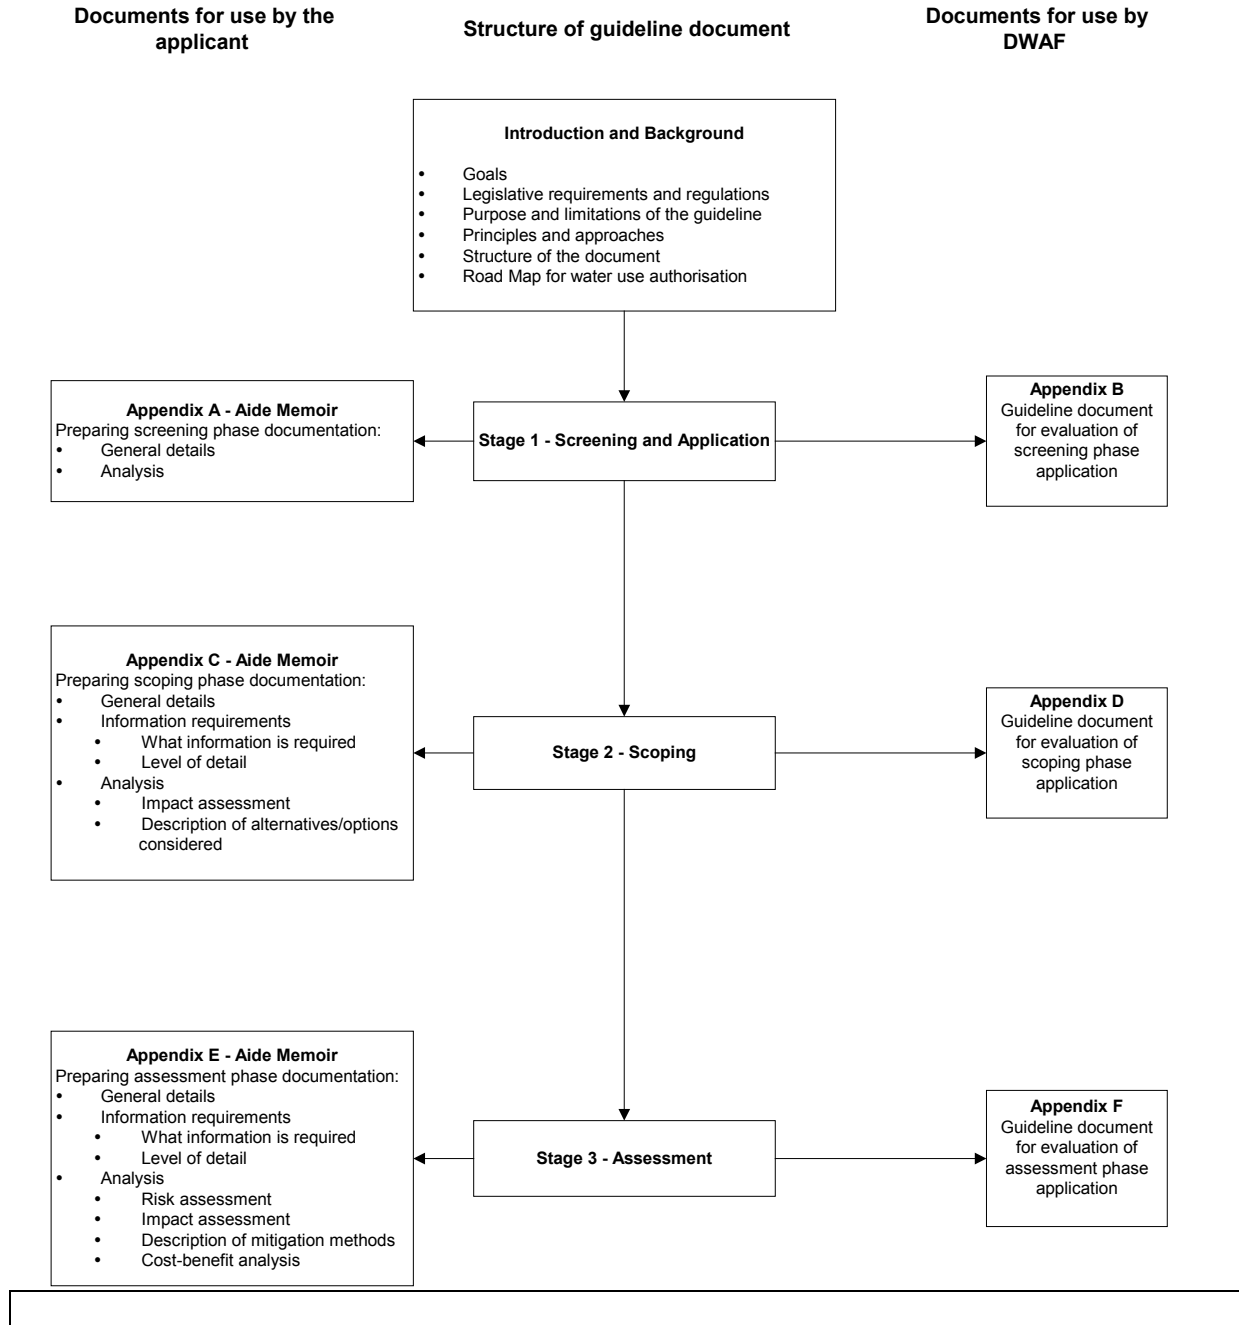 Documents for use by the
applicant
Structure of guideline document
Documents for use by
DWAF
Introduction and Background
• Goals
• Legislative requirements and regulations
• Purpose and limitations of the guideline
• Principles and approaches
• Structure of the document
• Road Map for water use authorisation
Appendix A - Aide Memoir
Preparing screening phase documentation:
• General details
• Analysis
Stage 1 - Screening and Application
Appendix B
Guideline document
for evaluation of
screening phase
application
Appendix C - Aide Memoir
Preparing scoping phase documentation:
• General details
• Information requirements
• What information is required
• Level of detail
• Analysis
• Impact assessment
• Description of alternatives/options
considered
Stage 2 - Scoping
Appendix D
Guideline document
for evaluation of
scoping phase
application
Appendix E - Aide Memoir
Preparing assessment phase documentation:
• General details
• Information requirements
• What information is required
• Level of detail
• Analysis
• Risk assessment
• Impact assessment
• Description of mitigation methods
• Cost-benefit analysis
Stage 3 - Assessment
Appendix F
Guideline document
for evaluation of
assessment phase
application